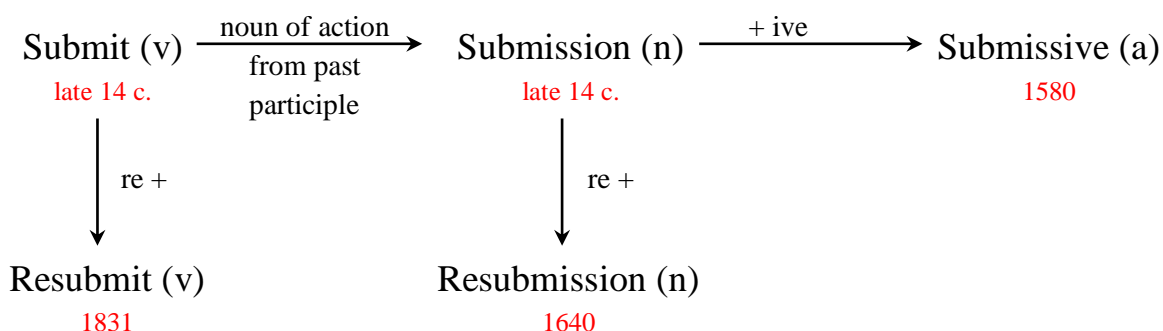 Submit (v)
noun of action
from past
participle
Submission (n)
+ ive
Submissive (a)
late 14 c.
late 14 c.
1580
re +
re +
Resubmit (v)
Resubmission (n)
1831
1640